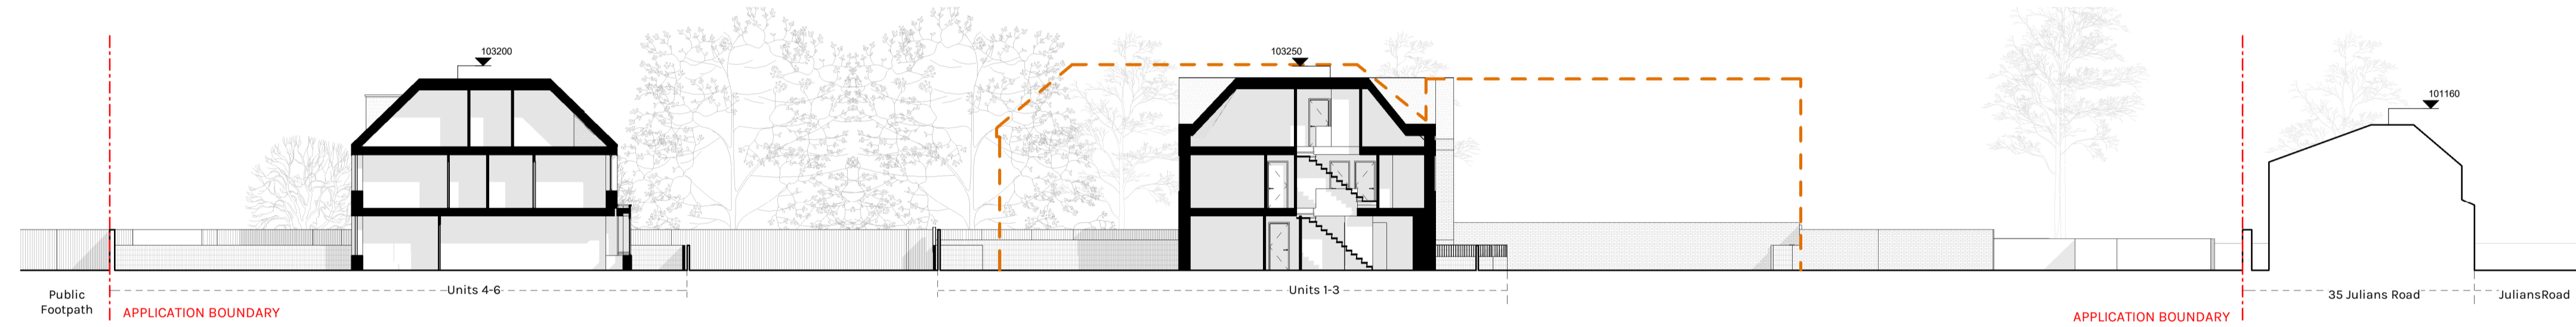 103200
103250
101160
Units 4-6
Units 1-3
Public
Footpath
APPLICATION BOUNDARY
35 Julians Road
JuliansRoad
APPLICATION BOUNDARY